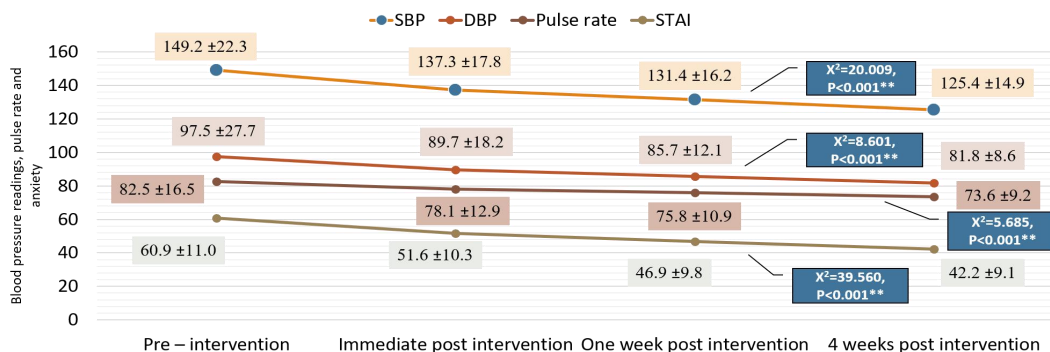 SBP DBP Pulse rate STAI
Blood pressure readings, pulse rate and
anxiety
160
140
120
100
80
60
40
20
0
149.2 ±22.3
137.3 ±17.8
131.4 ±16.2
125.4 ±14.9
X²=20.009,
P<0.001**
97.5 ±27.7
89.7 ±18.2
85.7 ±12.1
81.8 ±8.6
X²=8.601,
P<0.001**
82.5 ±16.5
78.1 ±12.9
75.8 ±10.9
73.6 ±9.2
X²=5.685,
P<0.001**
60.9 ±11.0
51.6 ±10.3
46.9 ±9.8
42.2 ±9.1
X²=39.560,
P<0.001**
Pre – intervention
Immediate post intervention
One week post intervention
4 weeks post intervention